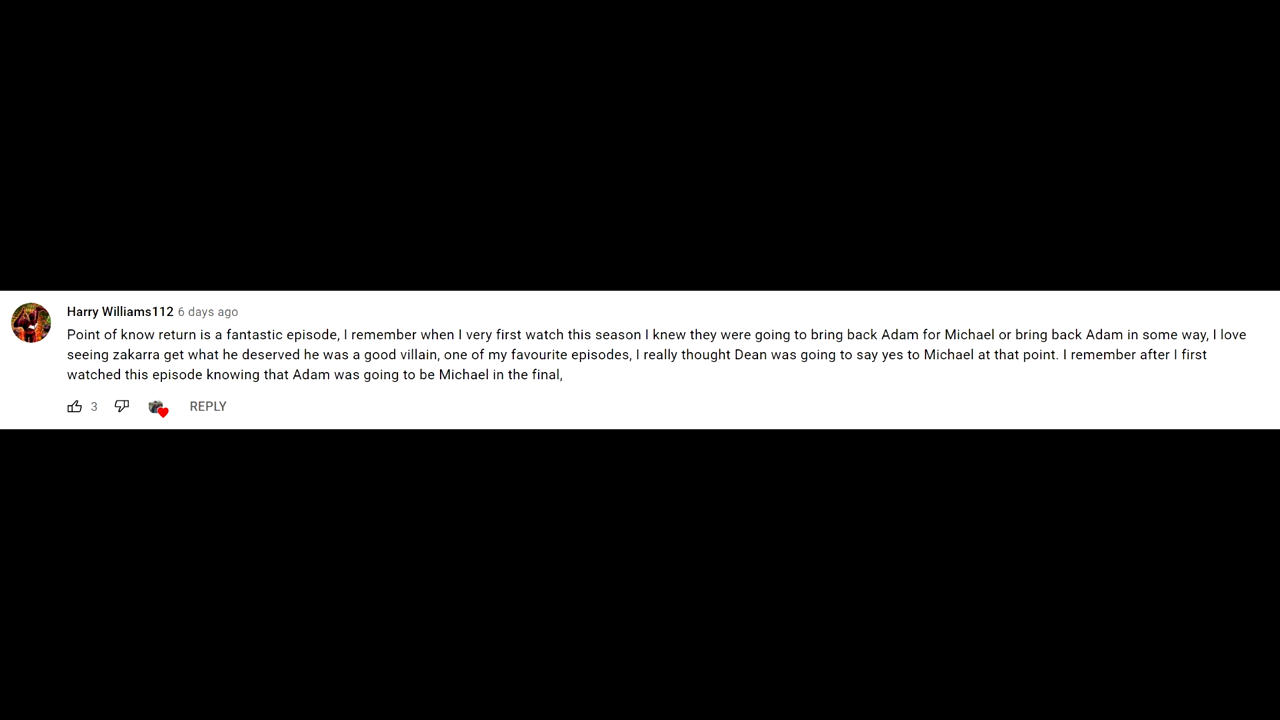 Harry Williams112 6 days ago
Point of know return is a fantastic episode, I remember when I very first watch this season I knew they were going to bring back Adam for Michael or bring back Adam in some way, I love
seeing zakarra get what he deserved he was a good villain, one of my favourite episodes, I really thought Dean was going to say yes to Michael at that point. I remember after I first
watched this episode knowing that Adam was going to be Michael in the final,
3 REPLY